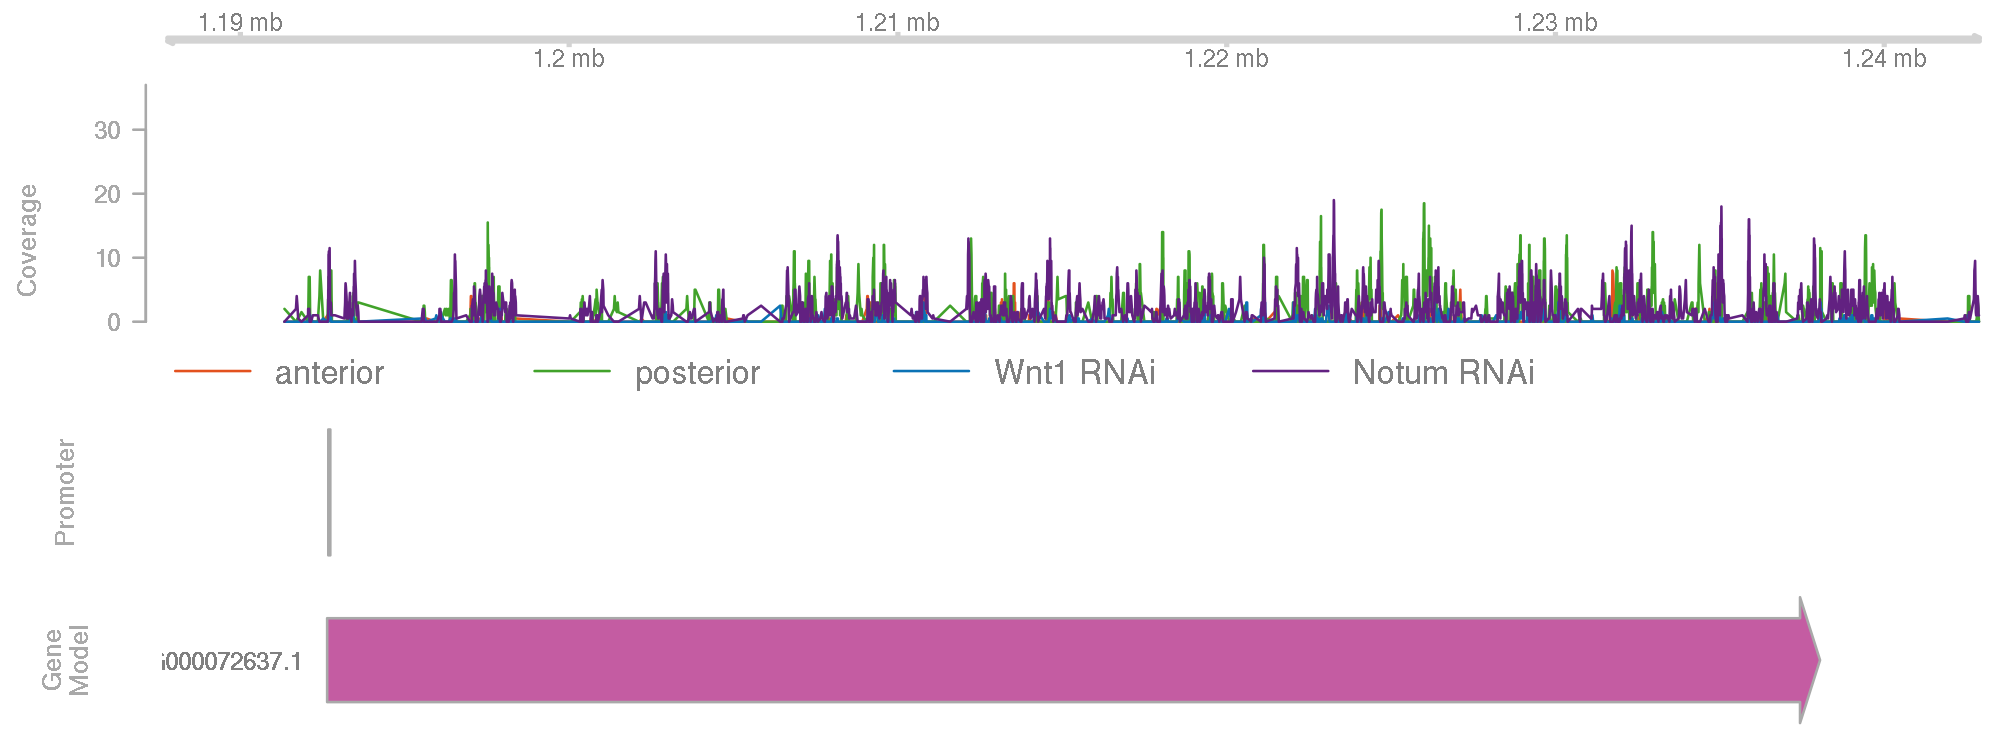 1.19 mb 1.21 mb 1.23 mb
1.2 mb 1.22 mb 1.24 mb
Coverage
30
20
10
0
anterior posterior Wnt1 RNAi Notum RNAi
Promoter
Gene
Model
i000072637.1